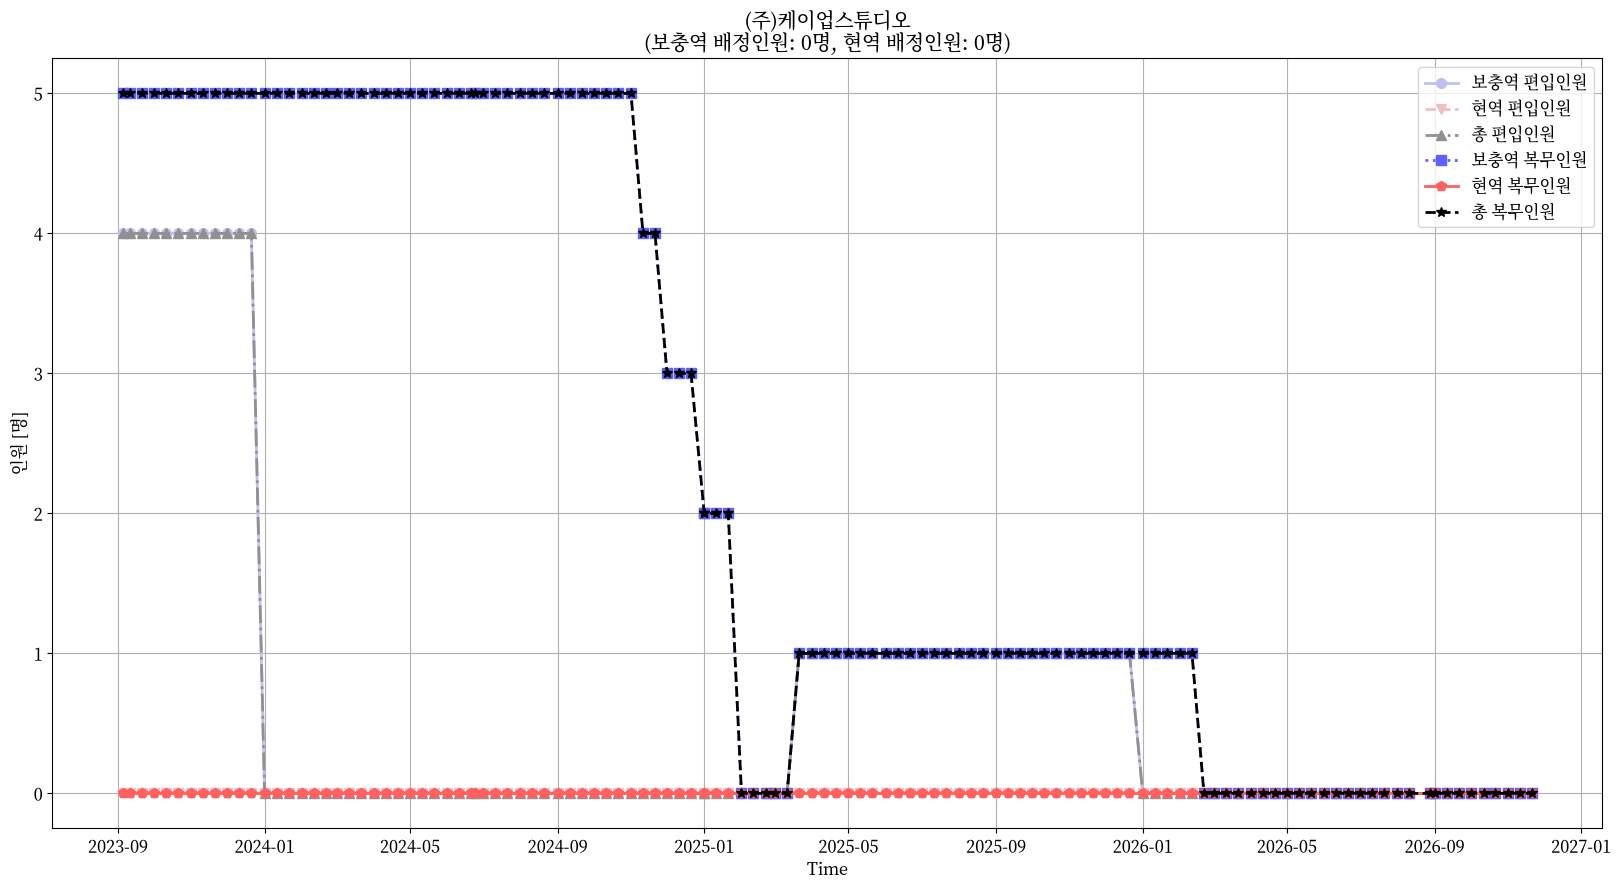 (주)케이업스튜디오
(보충역 배정인원: 0명, 현역 배정인원: 0명)
보충역 편입인원
현역 편입인원
총 편입인원
보충역 복무인원
현역 복무인원
총 복무인원
인원 [명]
5
4
3
2
1
0
2023-09
2024-01
2024-05
2024-09
2025-01
2025-05
2025-09
2026-01
2026-05
2026-09
2027-01
Time